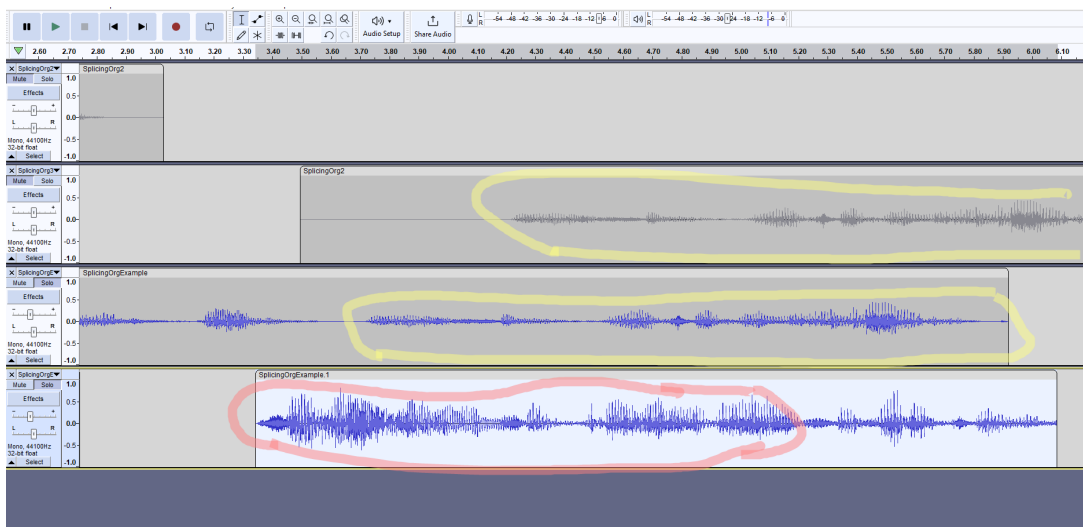 L R -54 -48 -42 -36 -30 -24 -18 -12 -6 0
L R -54 -48 -42 -36 -30 -24 -18 -12 -6 0
Audio Setup
Share Audio
2.60 2.70 2.80 2.90 3.00 3.10 3.20 3.30 3.40 3.50 3.60 3.70 3.80 3.90 4.00 4.10 4.20 4.30 4.40 4.50 4.60 4.70 4.80 4.90 5.00 5.10 5.20 5.30 5.40 5.50 5.60 5.70 5.80 5.90 6.00 6.10
SplicingOrg2
SplicingOrg2
Mute Solo 1.0
Effects
0.5
- +
0.0
L R
Mono, 44100Hz
32-bit float
-0.5
Select -1.0
SplicingOrg3
SplicingOrg2
Mute Solo 1.0
Effects
0.5
- +
0.0
L R
Mono, 44100Hz
32-bit float
-0.5
Select -1.0
SplicingOrgE
SplicingOrgExample
Mute Solo 1.0
Effects
0.5
- +
0.0
L R
Mono, 44100Hz
32-bit float
-0.5
Select -1.0
SplicingOrgE
SplicingOrgExample.1
Mute Solo 1.0
Effects
0.5
- +
0.0
L R
Mono, 44100Hz
32-bit float
-0.5
Select -1.0